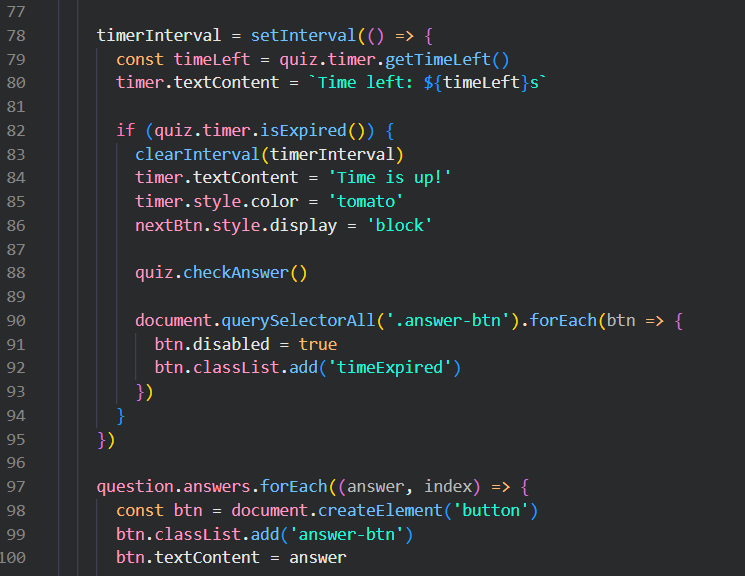 77
78 timerInterval = setInterval(() => {
79 const timeLeft = quiz.timer.getTimeLeft()
80 timer.textContent = `Time left: ${timeLeft}s`
81
82 if (quiz.timer.isExpired()) {
83 clearInterval(timerInterval)
84 timer.textContent = 'Time is up!'
85 timer.style.color = 'tomato'
86 nextBtn.style.display = 'block'
87
88 quiz.checkAnswer()
89
90 document.querySelectorAll('.answer-btn').forEach(btn => {
91 btn.disabled = true
92 btn.classList.add('timeExpired')
93 })
94 }
95 })
96
97 question.answers.forEach((answer, index) => {
98 const btn = document.createElement('button')
99 btn.classList.add('answer-btn')
100 btn.textContent = answer